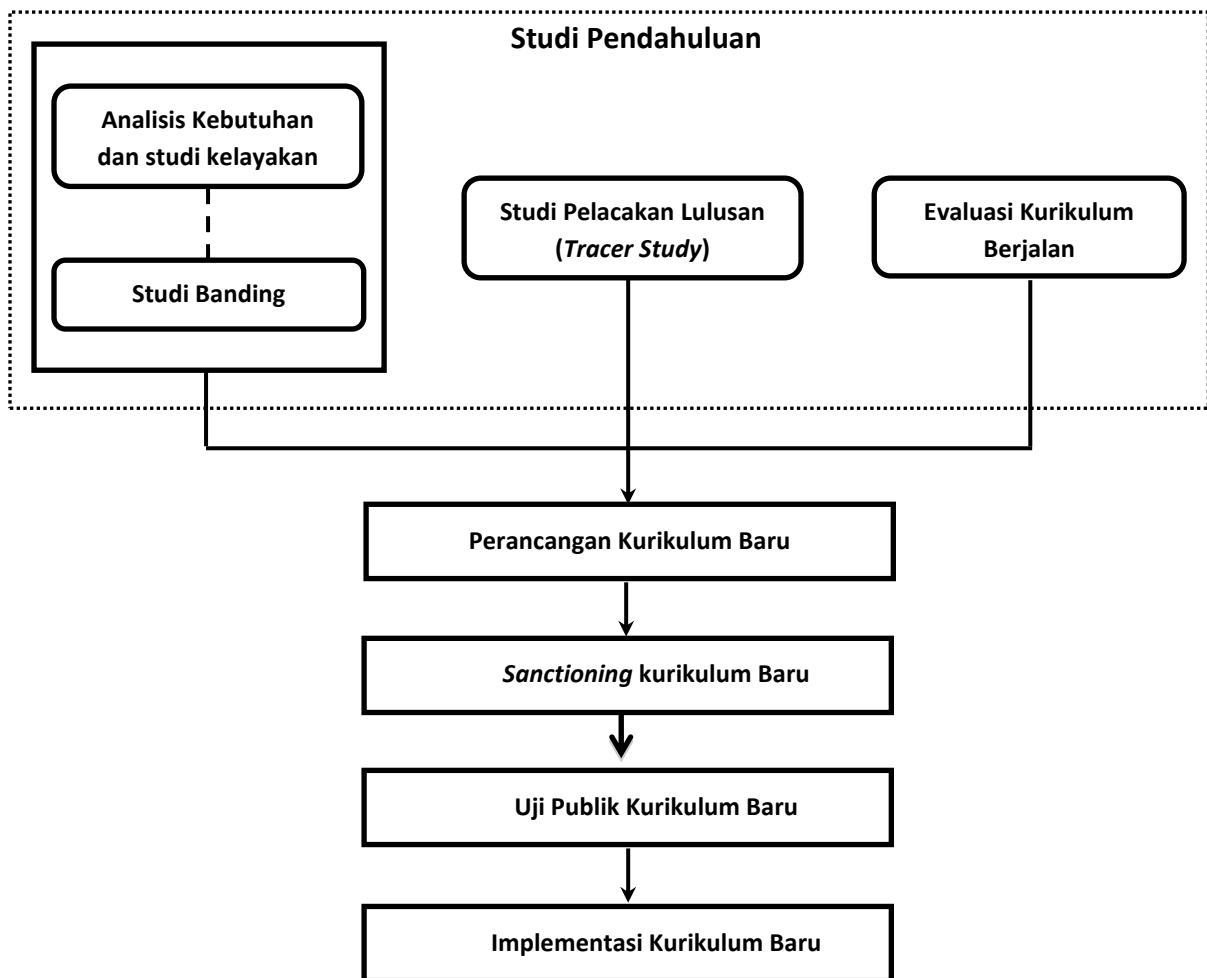 Studi Pendahuluan
Analisis Kebutuhan
dan studi kelayakan
Studi Banding
Studi Pelacakan Lulusan
(Tracer Study)
Evaluasi Kurikulum
Berjalan
Perancangan Kurikulum Baru
Sanctioning kurikulum Baru
Uji Publik Kurikulum Baru
Implementasi Kurikulum Baru